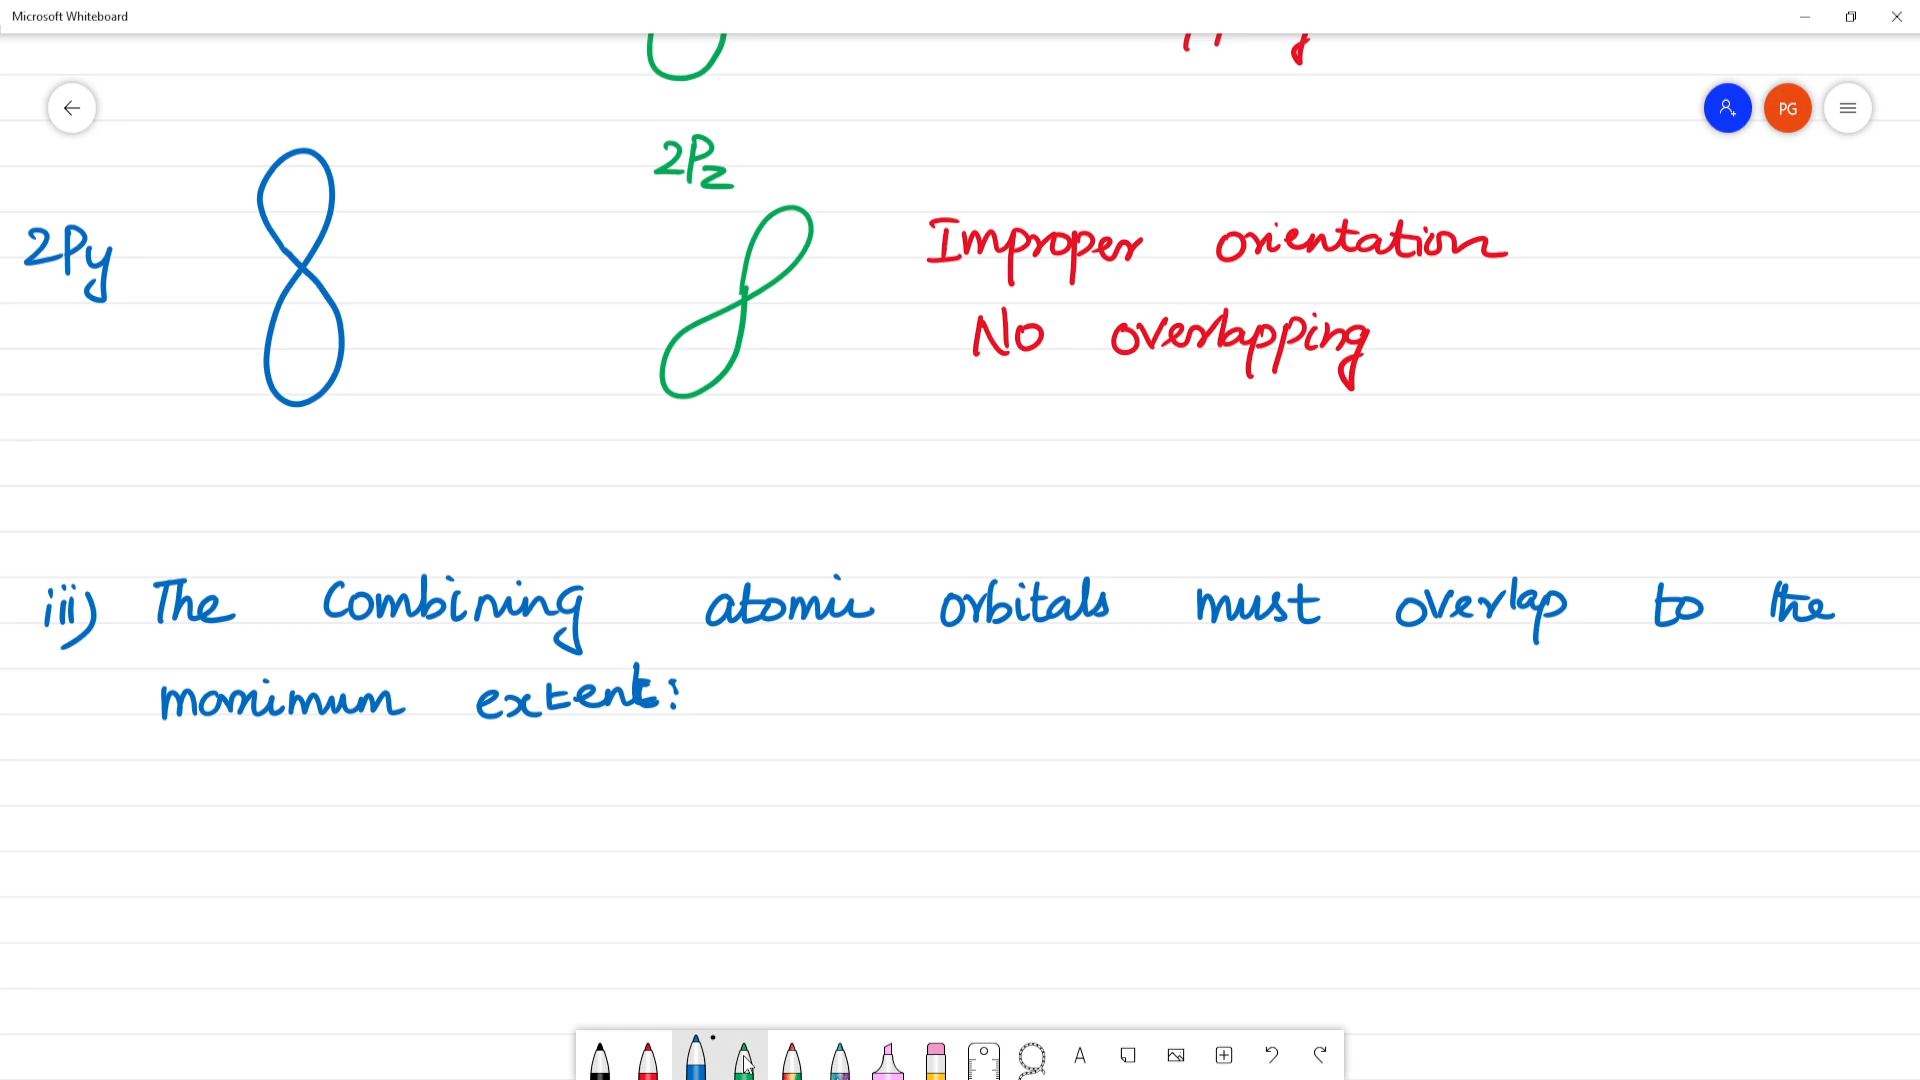 Microsoft Whiteboard
PG
2Pz
2Py
Improper orientation
No overlapping
iii) The combining atomic orbitals must overlap to the
maximum extent:
A